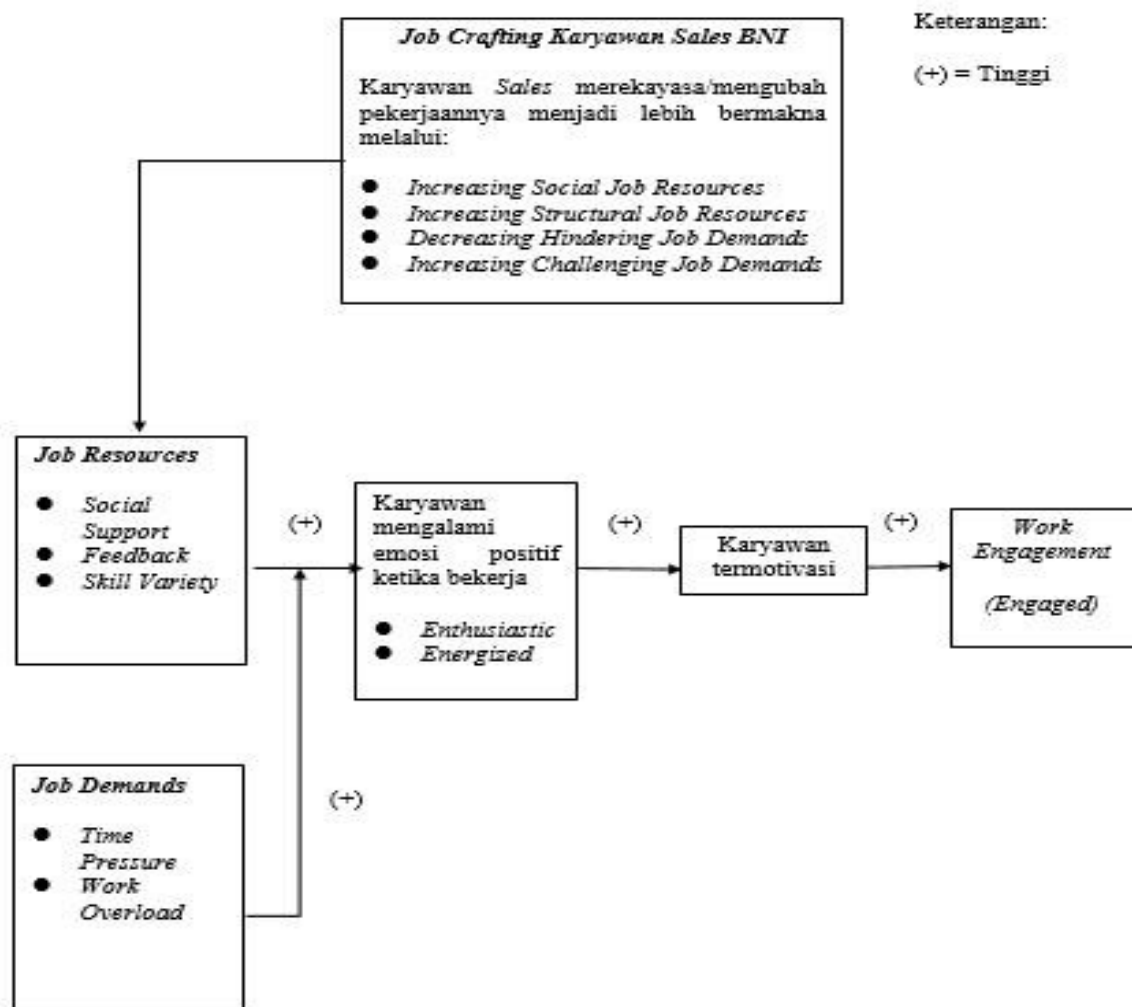 Keterangan:
(+) = Tinggi
Job Crafting Karyawan Sales BNI
Karyawan Sales merekayasa/mengubah
pekerjaannya menjadi lebih bermakna
melalui:
● Increasing Social Job Resources
● Increasing Structural Job Resources
● Decreasing Hindering Job Demands
● Increasing Challenging Job Demands
Job Resources
● Social
Support
● Feedback
● Skill Variety
(+)
Karyawan
mengalami
emosi positif
ketika bekerja
● Enthusiastic
● Energized
(+)
Karyawan
termotivasi
(+)
Work
Engagement
(Engaged)
Job Demands
● Time
Pressure
● Work
Overload
(+)